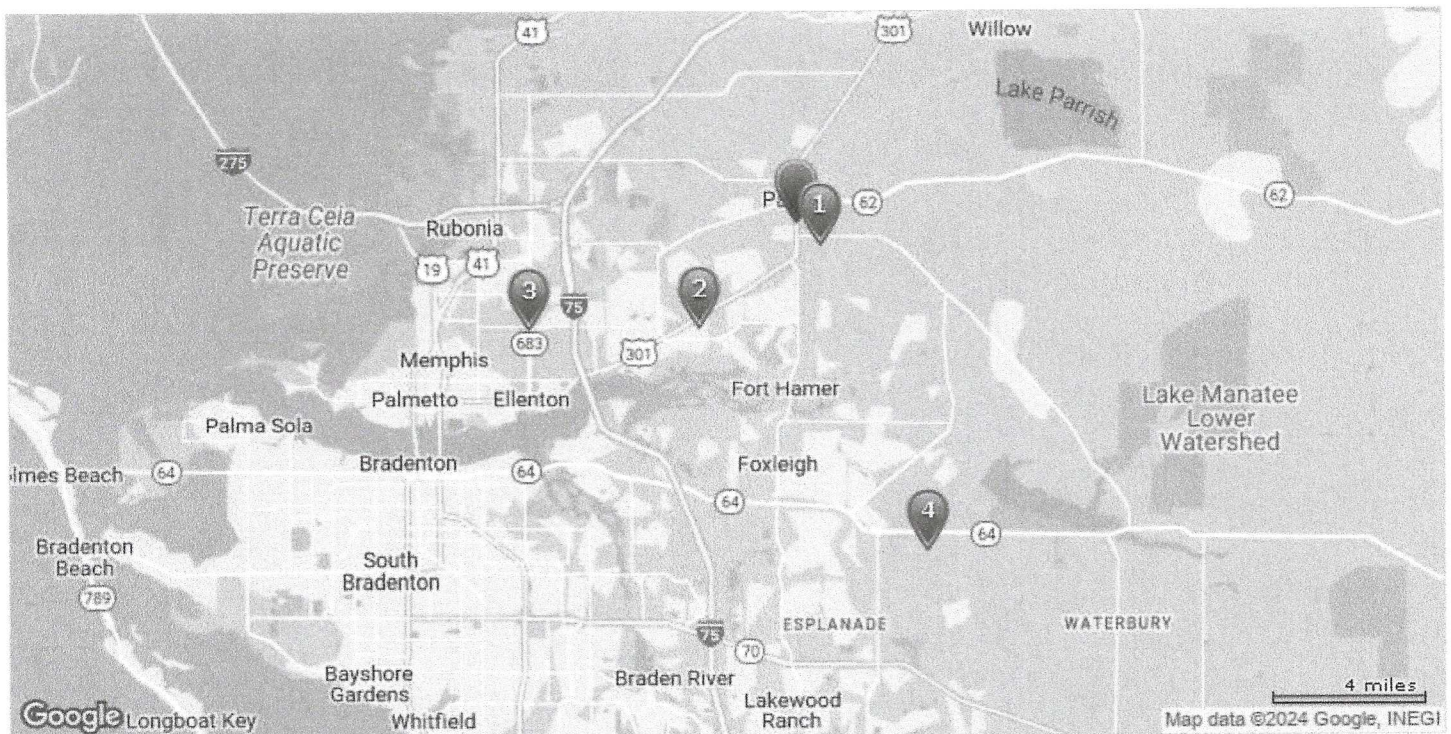 41
301
Willow
Lake Parrish
275
62
62
1
Terra Ceia
Aquatic
Preserve
Rubonia
19
41
3
75
2
683
301
Memphis
Fort Hamer
Palmetto
Ellenton
Lake Manatee
Lower
Watershed
Palma Sola
Bradenton
64
64
Foxleigh
olmes Beach
64
4
64
Bradenton
Beach
South
Bradenton
789
ESPLANADE
WATERBURY
75
70
Bayshore
Gardens
Braden River
Lakewood
Ranch
4 miles
Google
Longboat Key
Whitfield
Map data ©2024 Google, INEGI